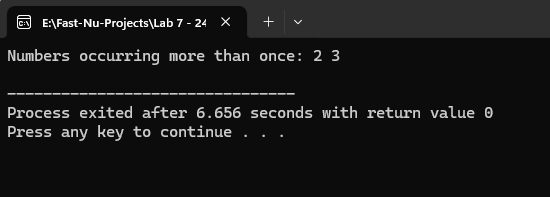 E:\Fast-Nu-Projects\Lab 7 - 24
Numbers occurring more than once: 2 3
--------------------------------
Process exited after 6.656 seconds with return value 0
Press any key to continue . . .